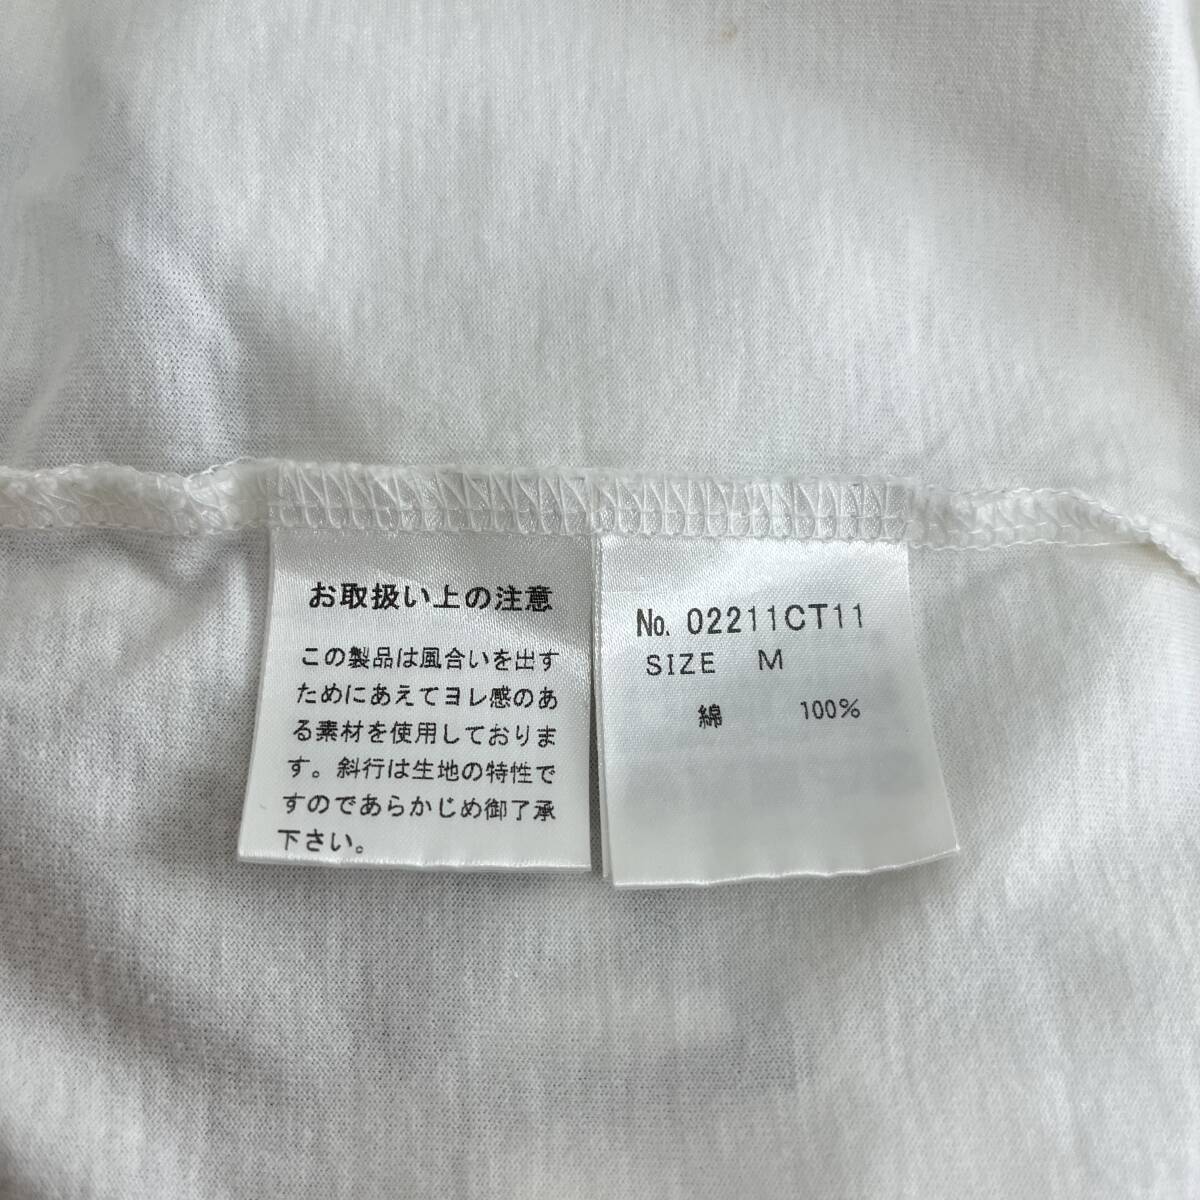 お取扱い上の注意
この製品は風合いを出す
ためにあえてヨレ感のあ
る素材を使用しておりま
す。斜行は生地の特性で
すのであらかじめ御了承
下さい。
No. 02211CT11
SIZE M
綿 100%